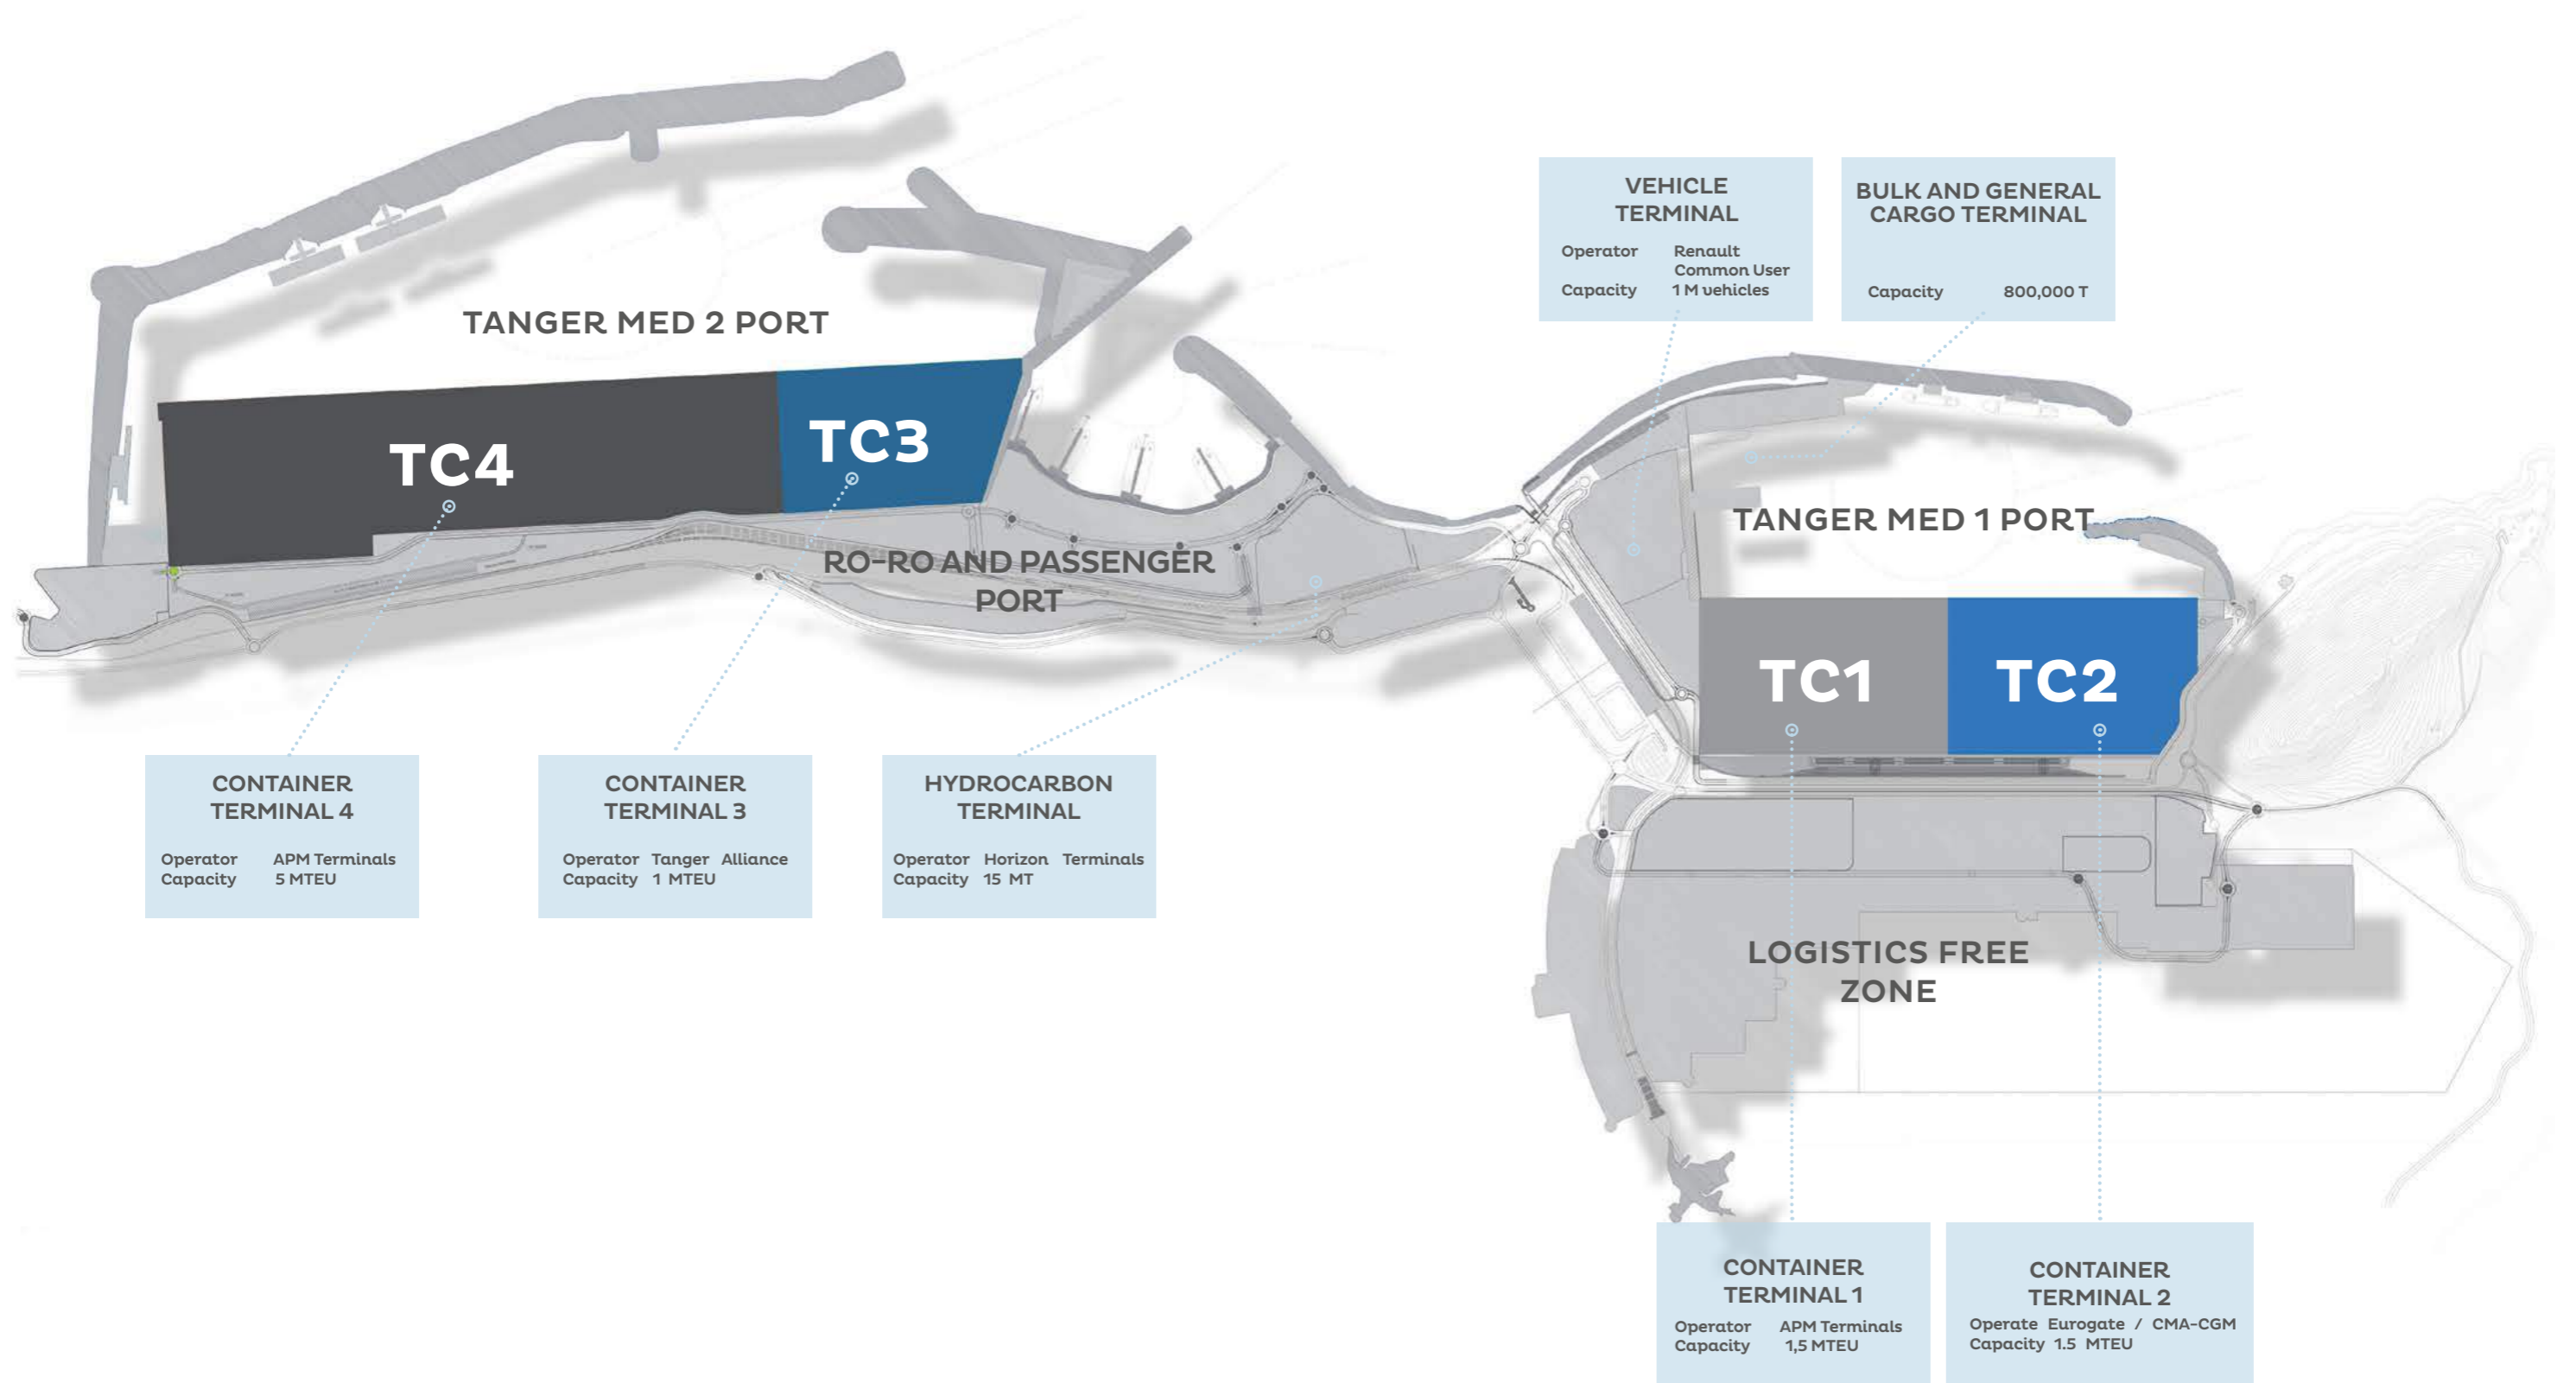 VEHICLE
TERMINAL
Operator Renault
Common User
Capacity 1 M vehicles
BULK AND GENERAL
CARGO TERMINAL
Capacity 800,000 T
TANGER MED 2 PORT
TC4
TC3
RO-RO AND PASSENGER
PORT
TANGER MED 1 PORT
TC1
TC2
CONTAINER
TERMINAL 4
Operator APM Terminals
Capacity 5 MTEU
CONTAINER
TERMINAL 3
Operator Tanger Alliance
Capacity 1 MTEU
HYDROCARBON
TERMINAL
Operator Horizon Terminals
Capacity 15 MT
LOGISTICS FREE
ZONE
CONTAINER
TERMINAL 1
Operator APM Terminals
Capacity 1,5 MTEU
CONTAINER
TERMINAL 2
Operate Eurogate / CMA-CGM
Capacity 1.5 MTEU